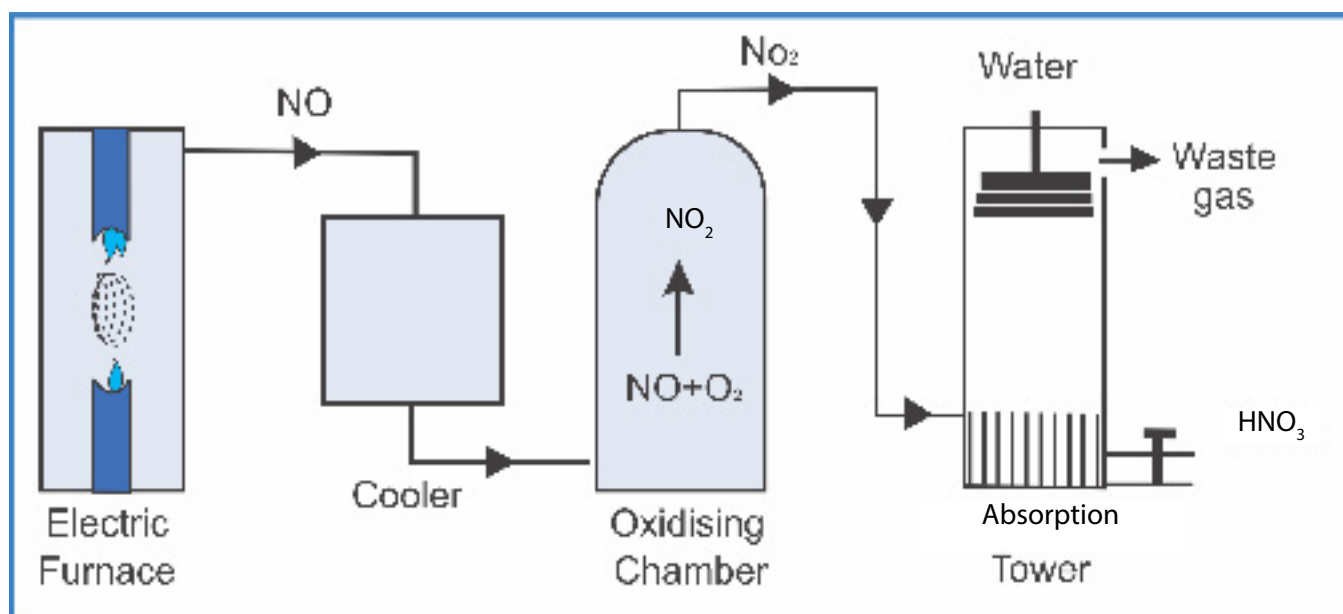 NO
No₂
Water
Waste
gas
NO₂
NO+O₂
HNO₃
Cooler
Electric
Furnace
Oxidising
Chamber
Absorption
Tower